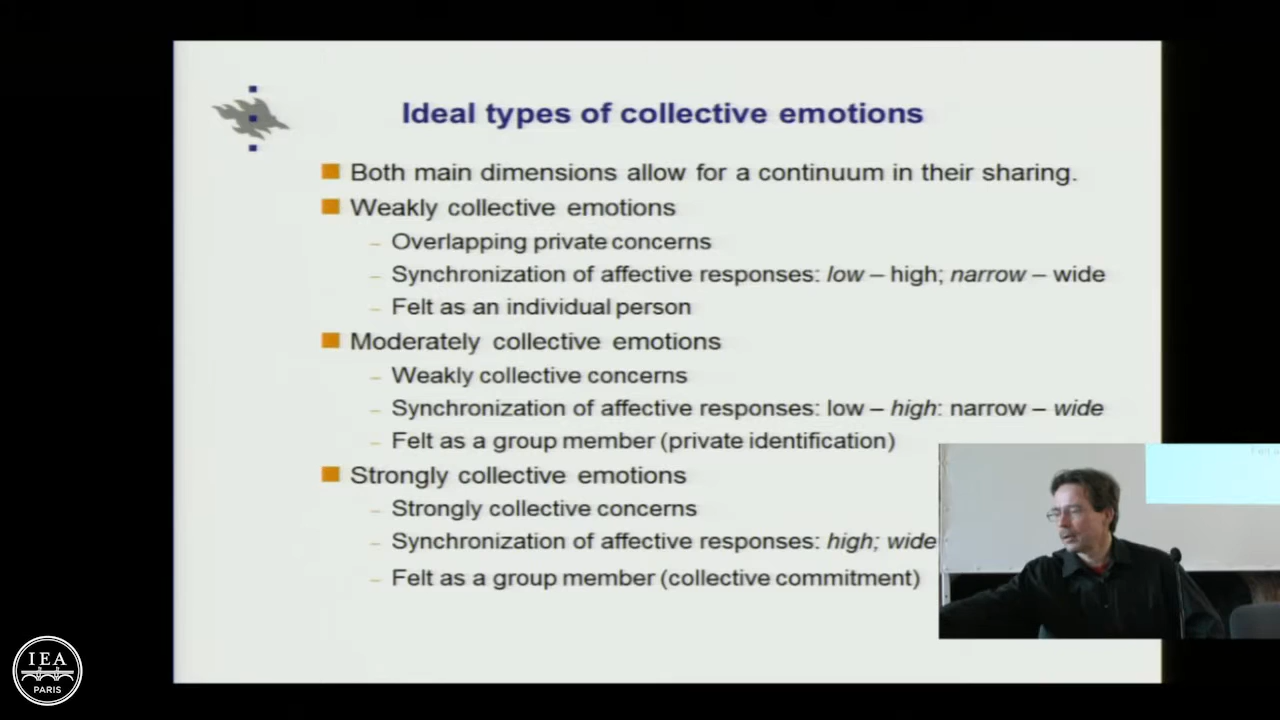 Ideal types of collective emotions
Both main dimensions allow for a continuum in their sharing.
Weakly collective emotions
– Overlapping private concerns
– Synchronization of affective responses: low – high; narrow – wide
– Felt as an individual person
Moderately collective emotions
– Weakly collective concerns
– Synchronization of affective responses: low – high: narrow – wide
– Felt as a group member (private identification)
Strongly collective emotions
– Strongly collective concerns
– Synchronization of affective responses: high; wide
– Felt as a group member (collective commitment)
IEA
PARIS